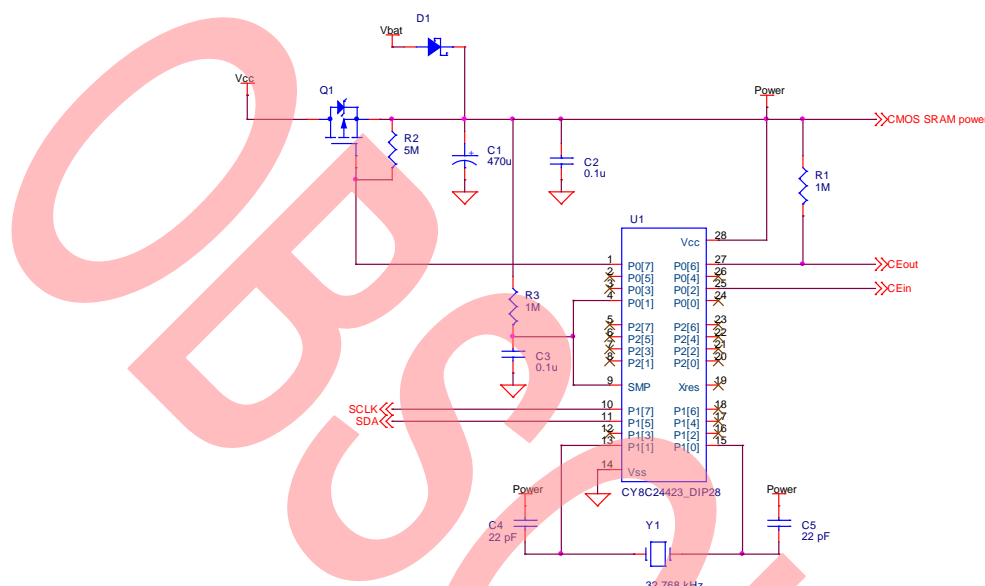 D1
Vbat
Vcc
Q1
Power
CMOS SRAM power
R2
5M
C1
470u
+
C2
0.1u
R1
1M
U1
Vcc
28
1
P0[7]
P0[6]
27
CEout
2
P0[5]
P0[4]
26
3
P0[3]
P0[2]
25
CEin
4
P0[1]
P0[0]
24
R3
1M
5
P2[7]
P2[6]
23
6
P2[5]
P2[4]
22
7
P2[3]
P2[2]
21
8
P2[1]
P2[0]
20
C3
0.1u
9
SMP
Xres
19
SCLK
10
P1[7]
P1[6]
18
SDA
11
P1[5]
P1[4]
17
12
P1[3]
P1[2]
16
13
P1[1]
P1[0]
15
14
Vss
CY8C24423_DIP28
Power
Power
C4
22 pF
Y1
C5
22 pF
32.768 kHz
OBSO